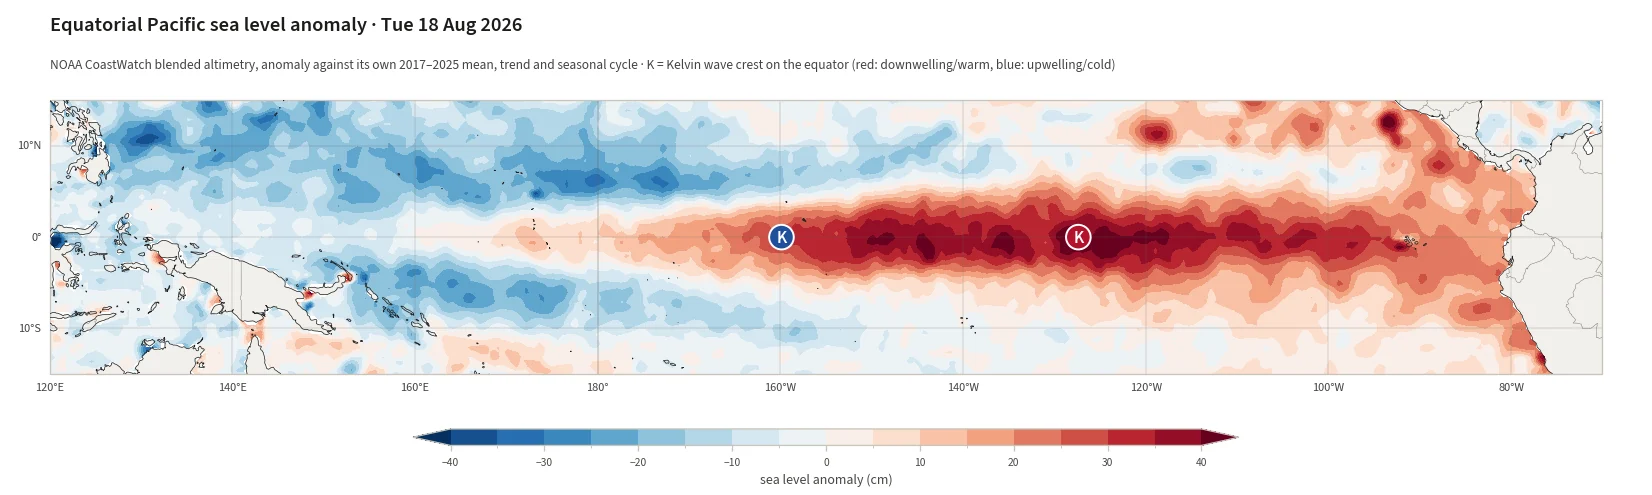 Equatorial Pacific sea level anomaly · Tue 18 Aug 2026
NOAA CoastWatch blended altimetry, anomaly against its own 2017–2025 mean, trend and seasonal cycle · K = Kelvin wave crest on the equator (red: downwelling/warm, blue: upwelling/cold)
10°N
0°
K K
10°S
120°E 140°E 160°E 180° 160°W 140°W 120°W 100°W 80°W
−40 −30 −20 −10 0 10 20 30 40
sea level anomaly (cm)